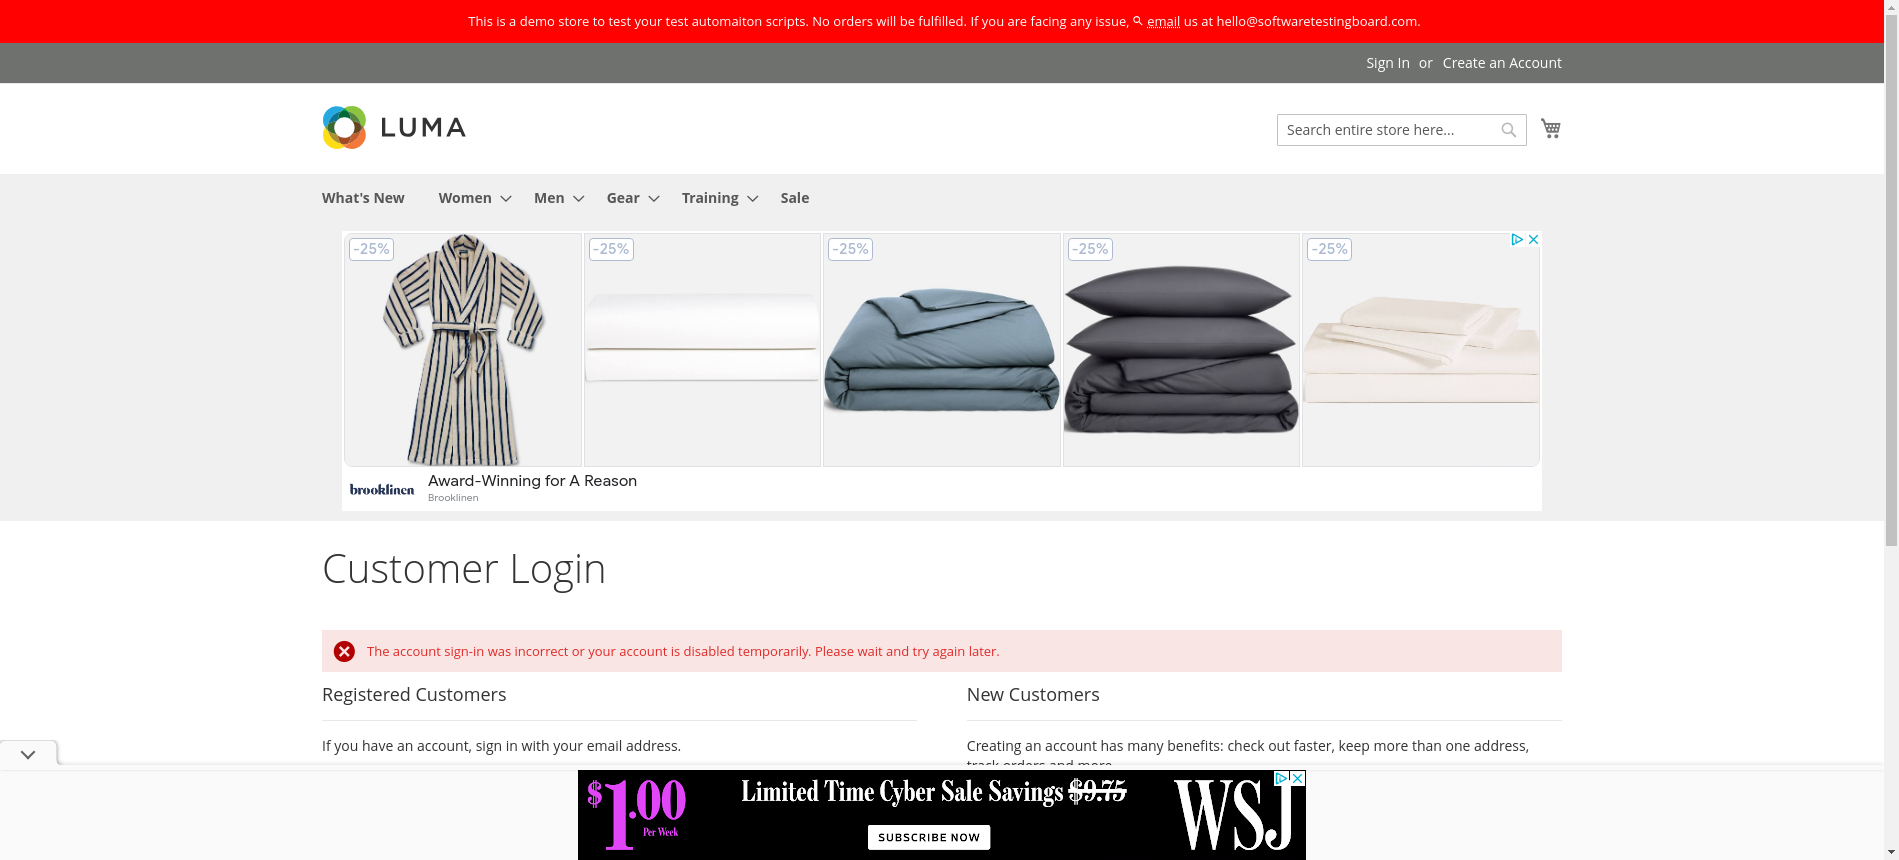 This is a demo store to test your test automaiton scripts. No orders will be fulfilled. If you are facing any issue, email us at hello@softwaretestingboard.com.
Sign In or Create an Account
LUMA
Search entire store here...
What's New Women Men Gear Training Sale
-25% -25% -25% -25% -25%
brooklinen
Award-Winning for A Reason
Brooklinen
Customer Login
The account sign-in was incorrect or your account is disabled temporarily. Please wait and try again later.
Registered Customers
If you have an account, sign in with your email address.
New Customers
Creating an account has many benefits: check out faster, keep more than one address,
track orders and more.
$1.00
Per Week
Limited Time Cyber Sale Savings $9.75
SUBSCRIBE NOW
WSJ